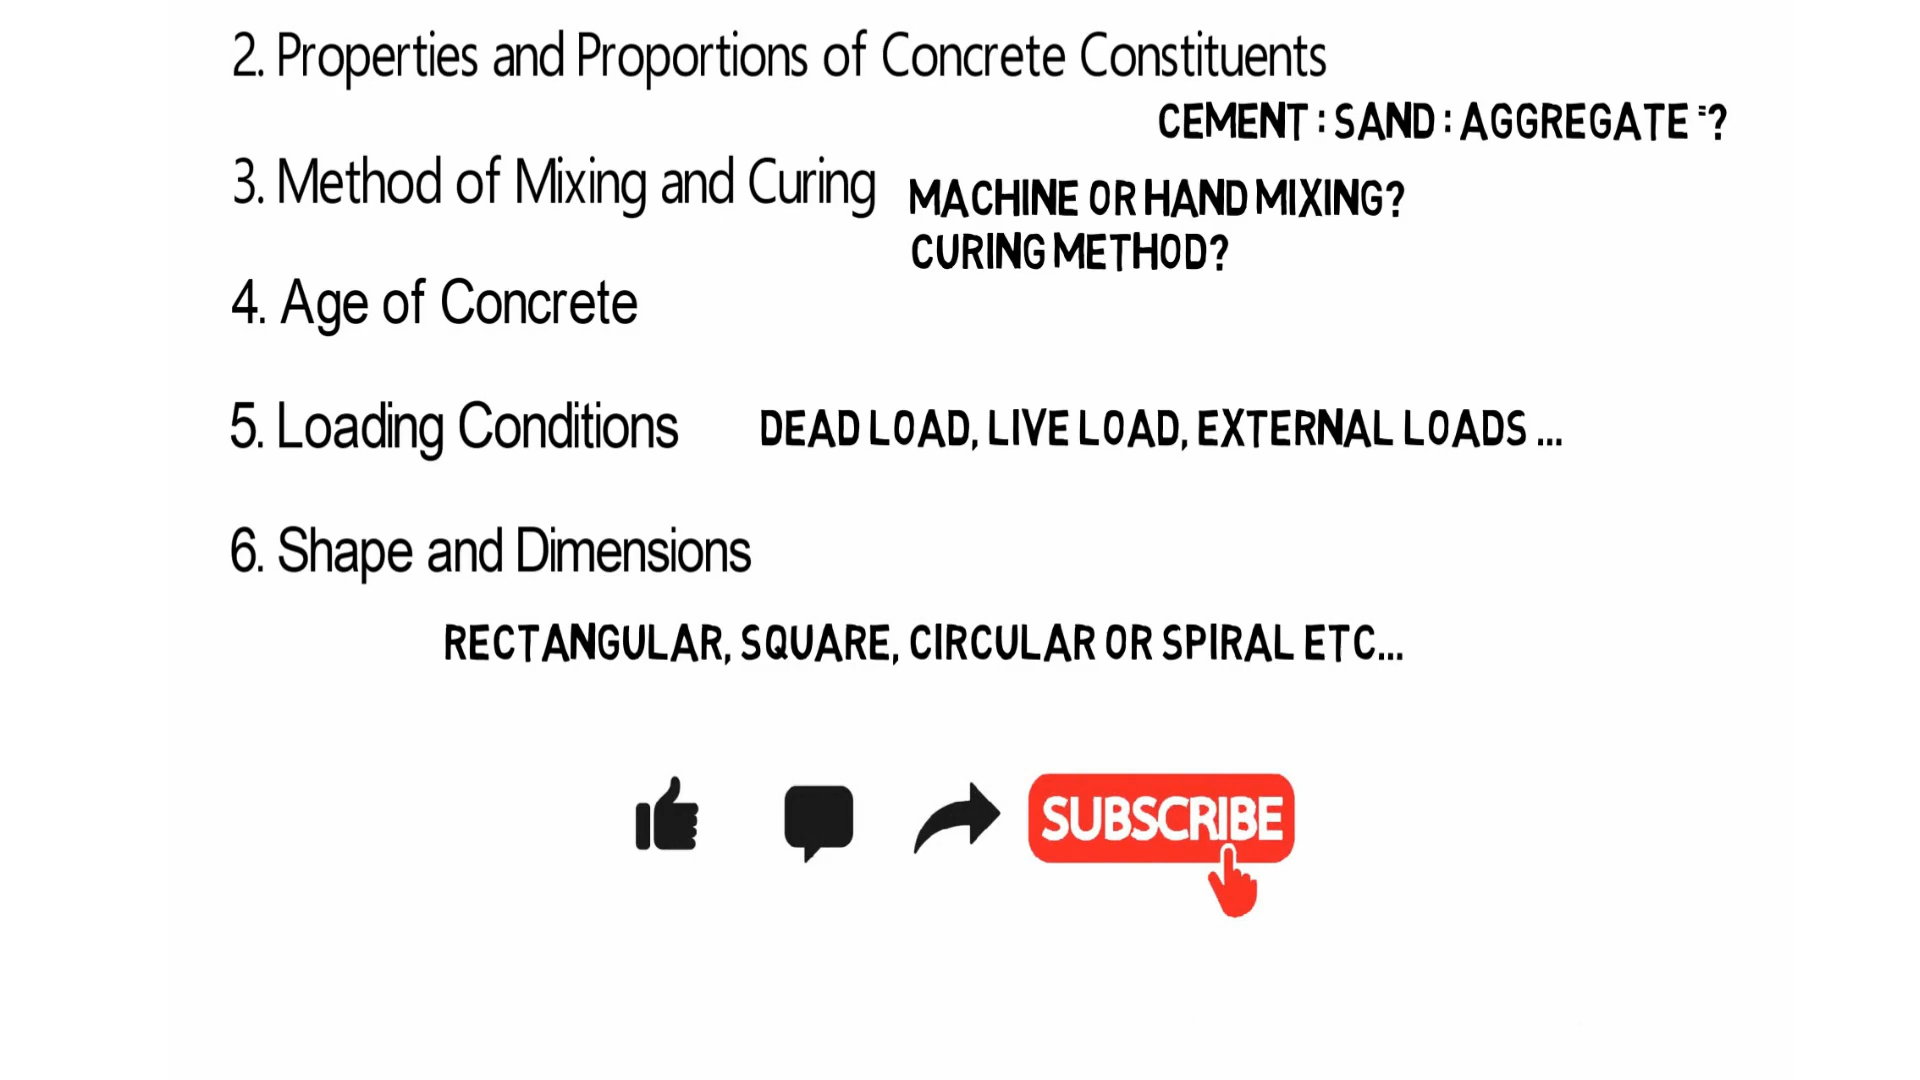 2. Properties and Proportions of Concrete Constituents
CEMENT : SAND : AGGREGATE =?
3. Method of Mixing and Curing
MACHINE OR HAND MIXING?
CURING METHOD?
4. Age of Concrete
5. Loading Conditions
DEAD LOAD, LIVE LOAD, EXTERNAL LOADS ...
6. Shape and Dimensions
RECTANGULAR, SQUARE, CIRCULAR OR SPIRAL ETC...
SUBSCRIBE